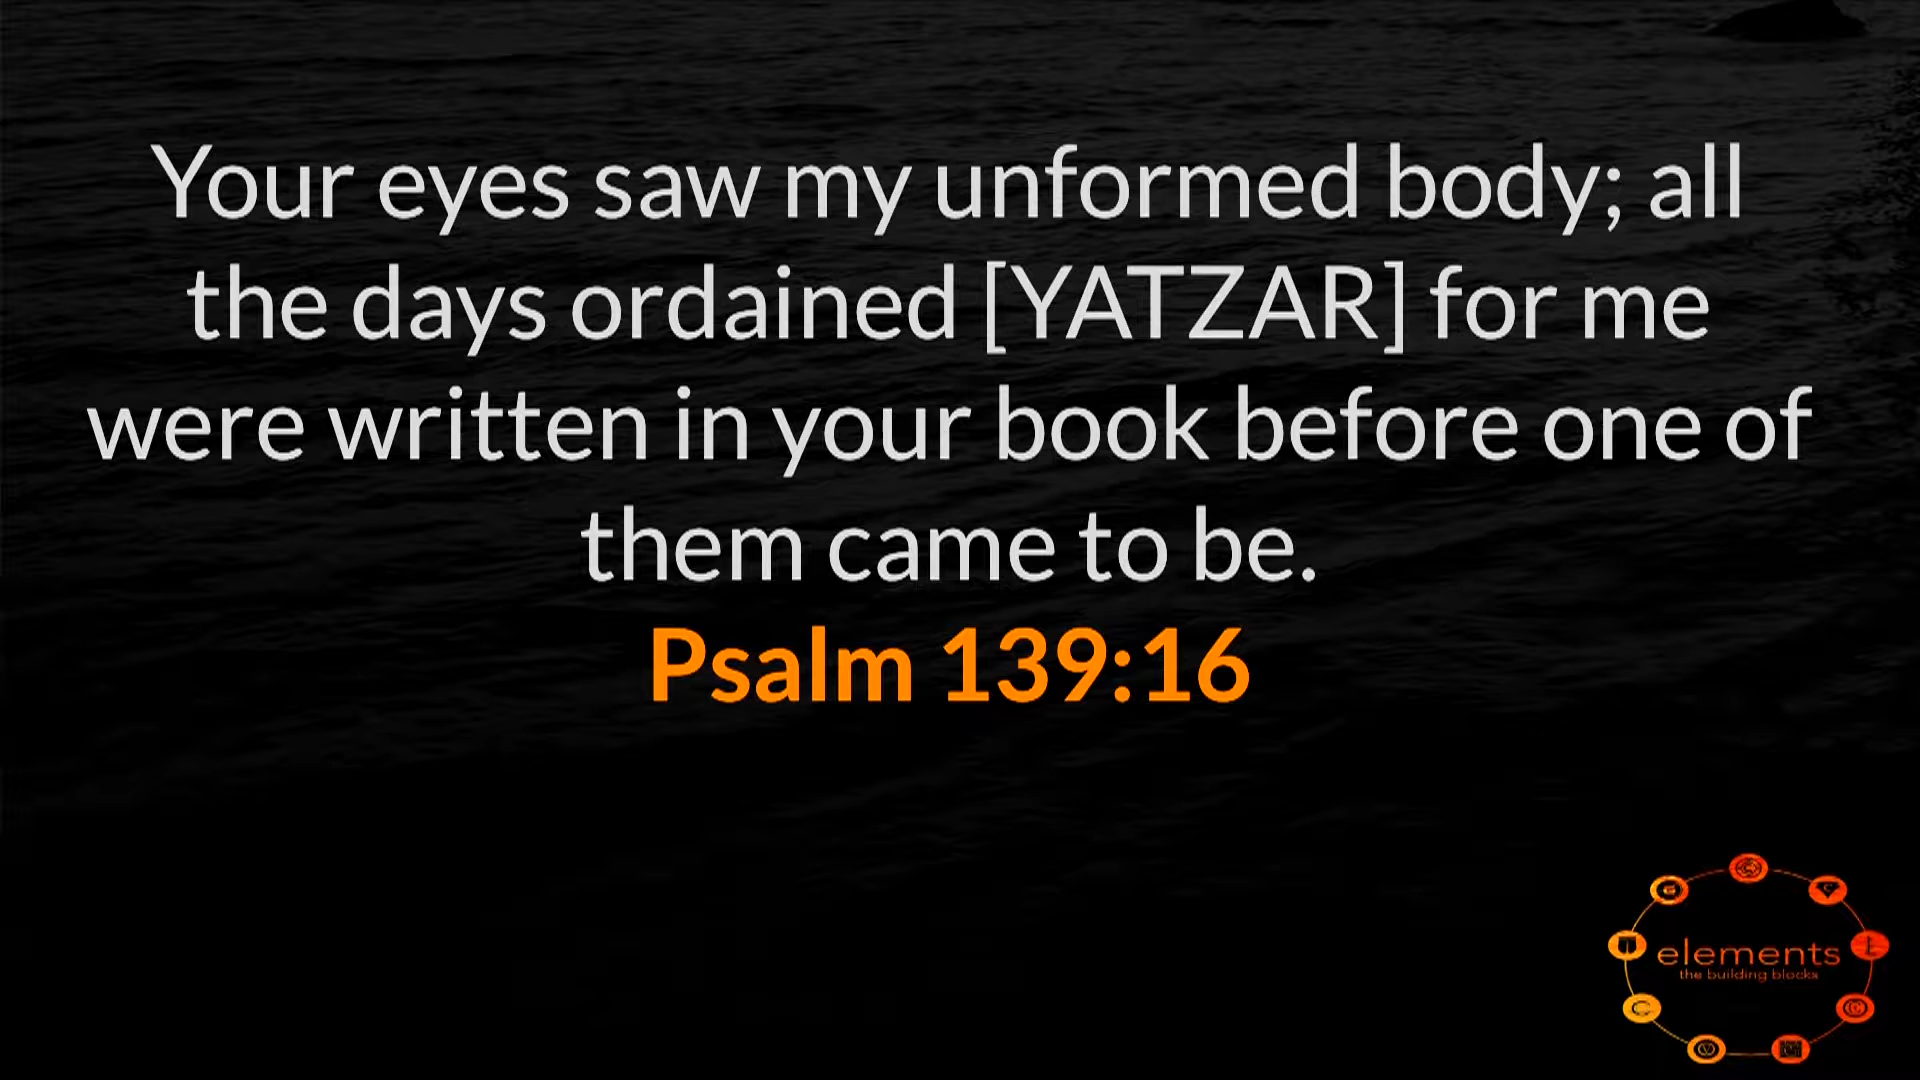 Your eyes saw my unformed body; all
the days ordained [YATZAR] for me
were written in your book before one of
them came to be.
Psalm 139:16
elements
the building blocks